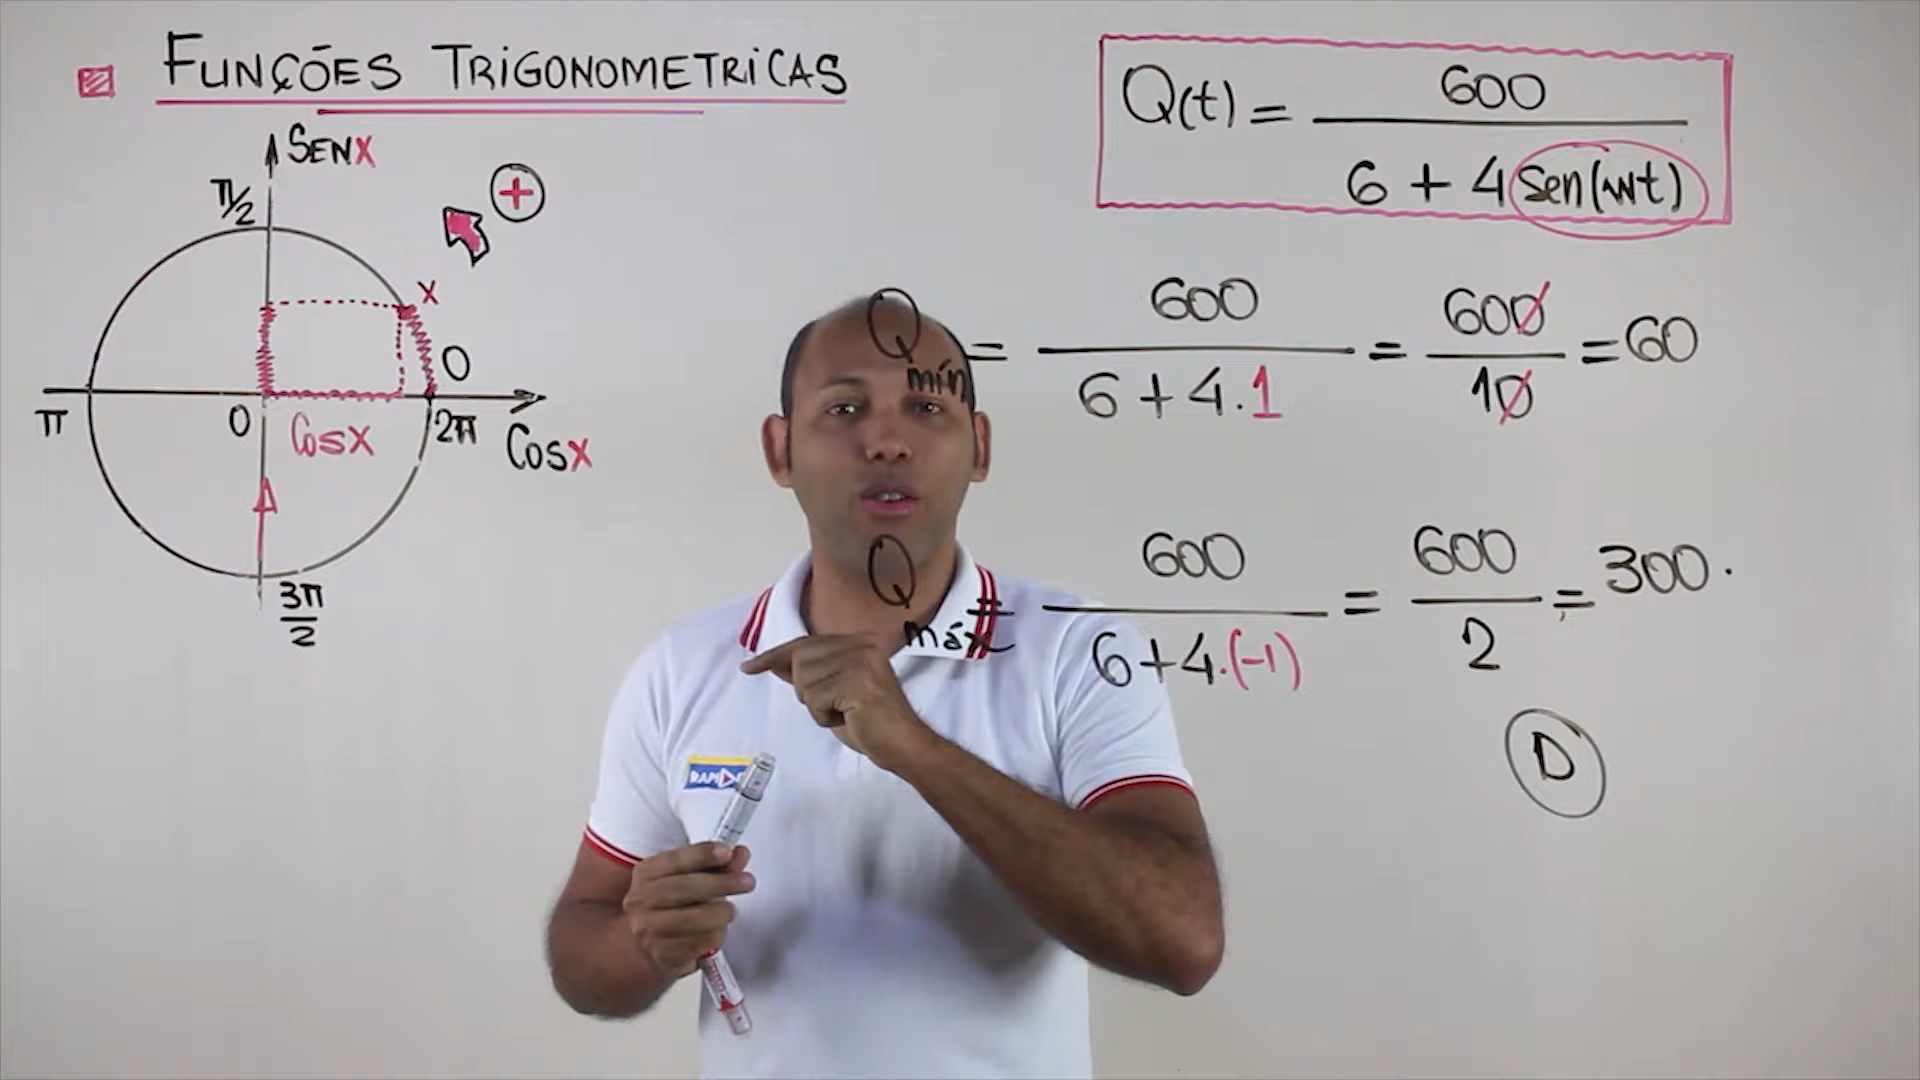 FUNÇÕES TRIGONOMETRICAS
SENX
π/2
+
X
0
π
0
COSX
2π
COSX
3π/2
Q(t) = 600 / 6 + 4 Sen(wt)
Q mín = 600 / 6 + 4.1 = 600 / 10 = 60
Q máx = 600 / 6+4.(-1) = 600 / 2 = 300.
D